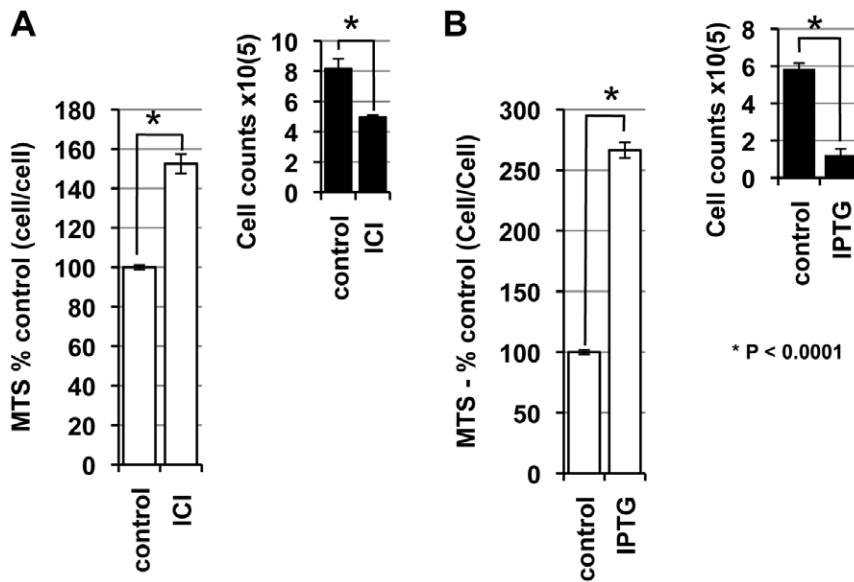 A
MTS % control (cell/cell)
180
160
140
120
100
80
60
40
20
0
*
control
ICI
Cell counts x10(5)
10
8
6
4
2
0
*
control
ICI
B
MTS - % control (Cell/Cell)
300
250
200
150
100
50
0
*
control
IPTG
Cell counts x10(5)
8
6
4
2
0
*
control
IPTG
* P < 0.0001